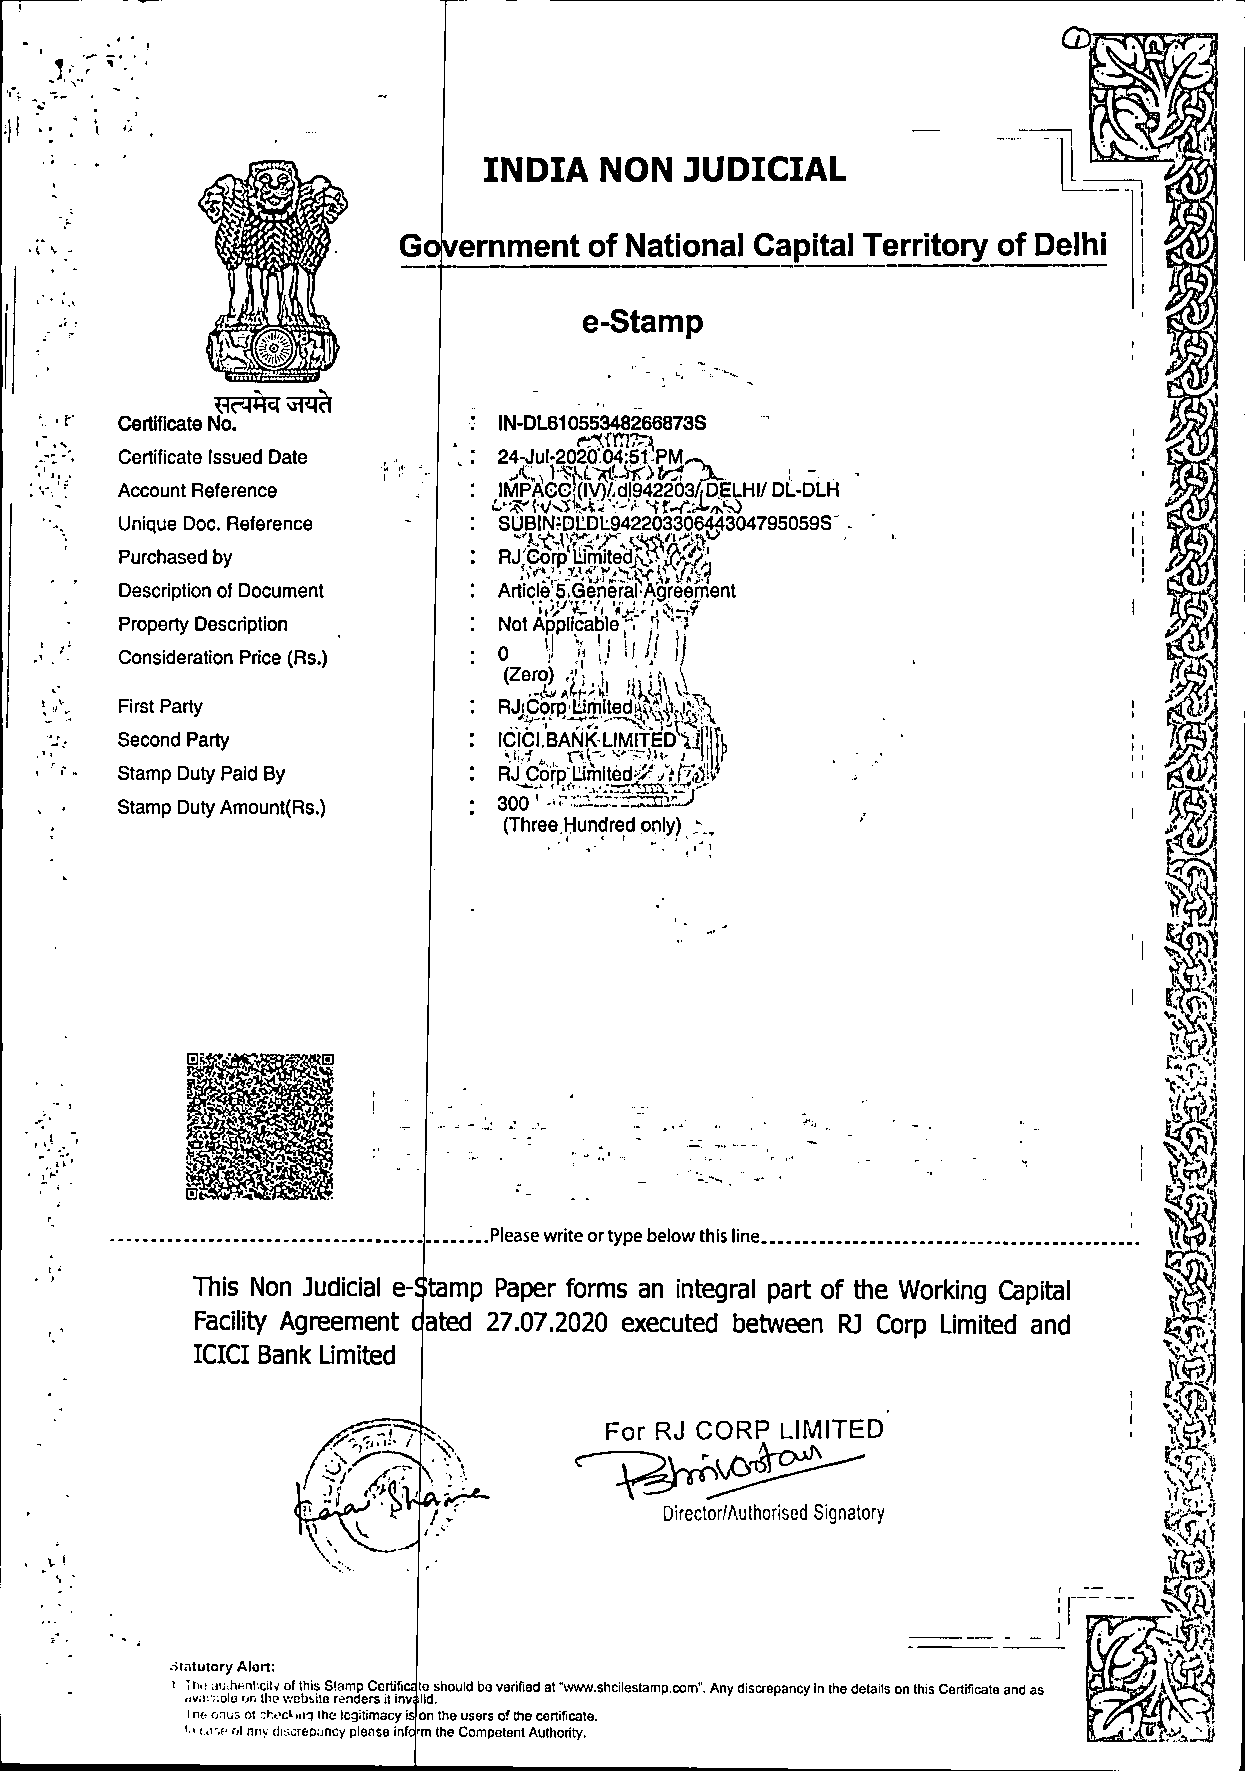 1
INDIA NON JUDICIAL
Government of National Capital Territory of Delhi
e-Stamp
सत्यमेव जयते
Certificate No. : IN-DL61055348266873S
Certificate Issued Date : 24-Jul-2020 04:51 PM
Account Reference : IMPACC (IV)/ dl942203/ DELHI/ DL-DLH
Unique Doc. Reference : SUBIN-DLDL94220330644304795059S
Purchased by : RJ Corp Limited
Description of Document : Article 5 General Agreement
Property Description : Not Applicable
Consideration Price (Rs.) : 0
(Zero)
First Party : RJ Corp Limited
Second Party : ICICI BANK LIMITED
Stamp Duty Paid By : RJ Corp Limited
Stamp Duty Amount(Rs.) : 300
(Three Hundred only)
Please write or type below this line
This Non Judicial e-Stamp Paper forms an integral part of the Working Capital
Facility Agreement dated 27.07.2020 executed between RJ Corp Limited and
ICICI Bank Limited
For RJ CORP LIMITED
Director/Authorised Signatory
Statutory Alert:
The authenticity of this Stamp Certificate should be verified at "www.shcilestamp.com". Any discrepancy in the details on this Certificate and as
available on the website renders it invalid.
The onus of checking the legitimacy is on the users of the certificate.
In case of any discrepancy please inform the Competent Authority.